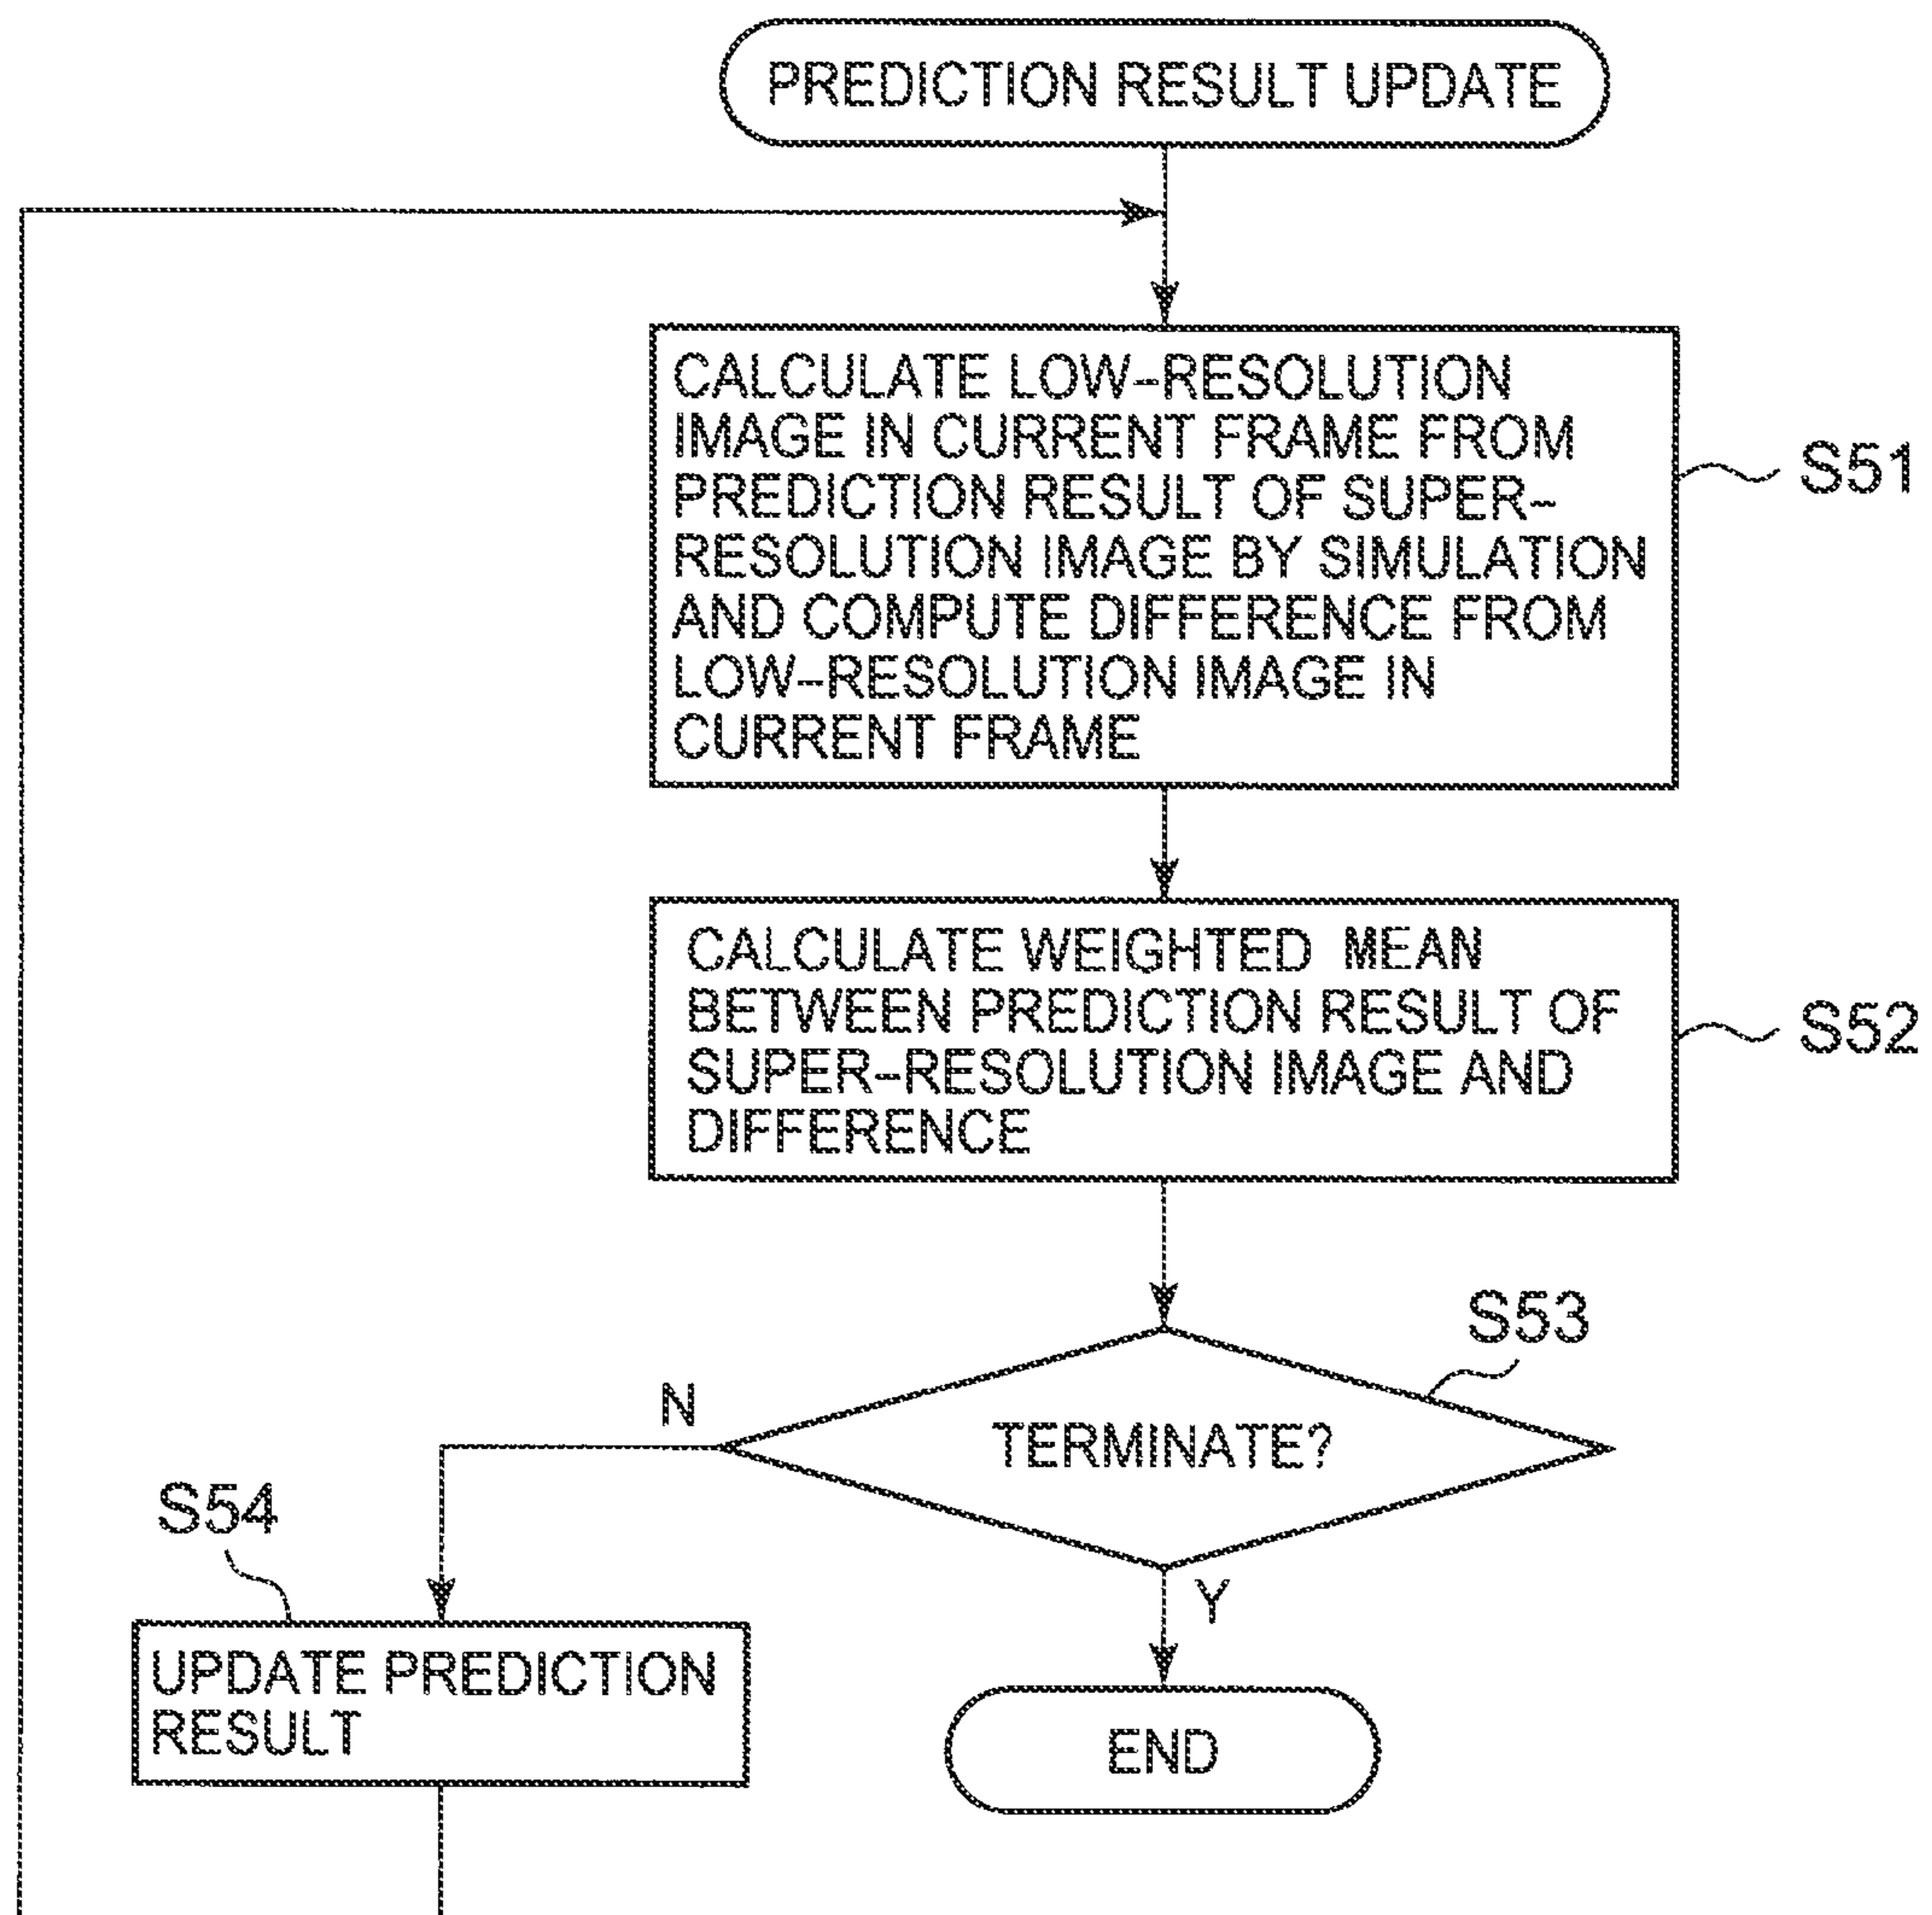 PREDICTION RESULT UPDATE
CALCULATE LOW-RESOLUTION
IMAGE IN CURRENT FRAME FROM
PREDICTION RESULT OF SUPER-
RESOLUTION IMAGE BY SIMULATION
AND COMPUTE DIFFERENCE FROM
LOW-RESOLUTION IMAGE IN
CURRENT FRAME
S51
CALCULATE WEIGHTED MEAN
BETWEEN PREDICTION RESULT OF
SUPER-RESOLUTION IMAGE AND
DIFFERENCE
S52
S53
TERMINATE?
N
Y
S54
UPDATE PREDICTION
RESULT
END